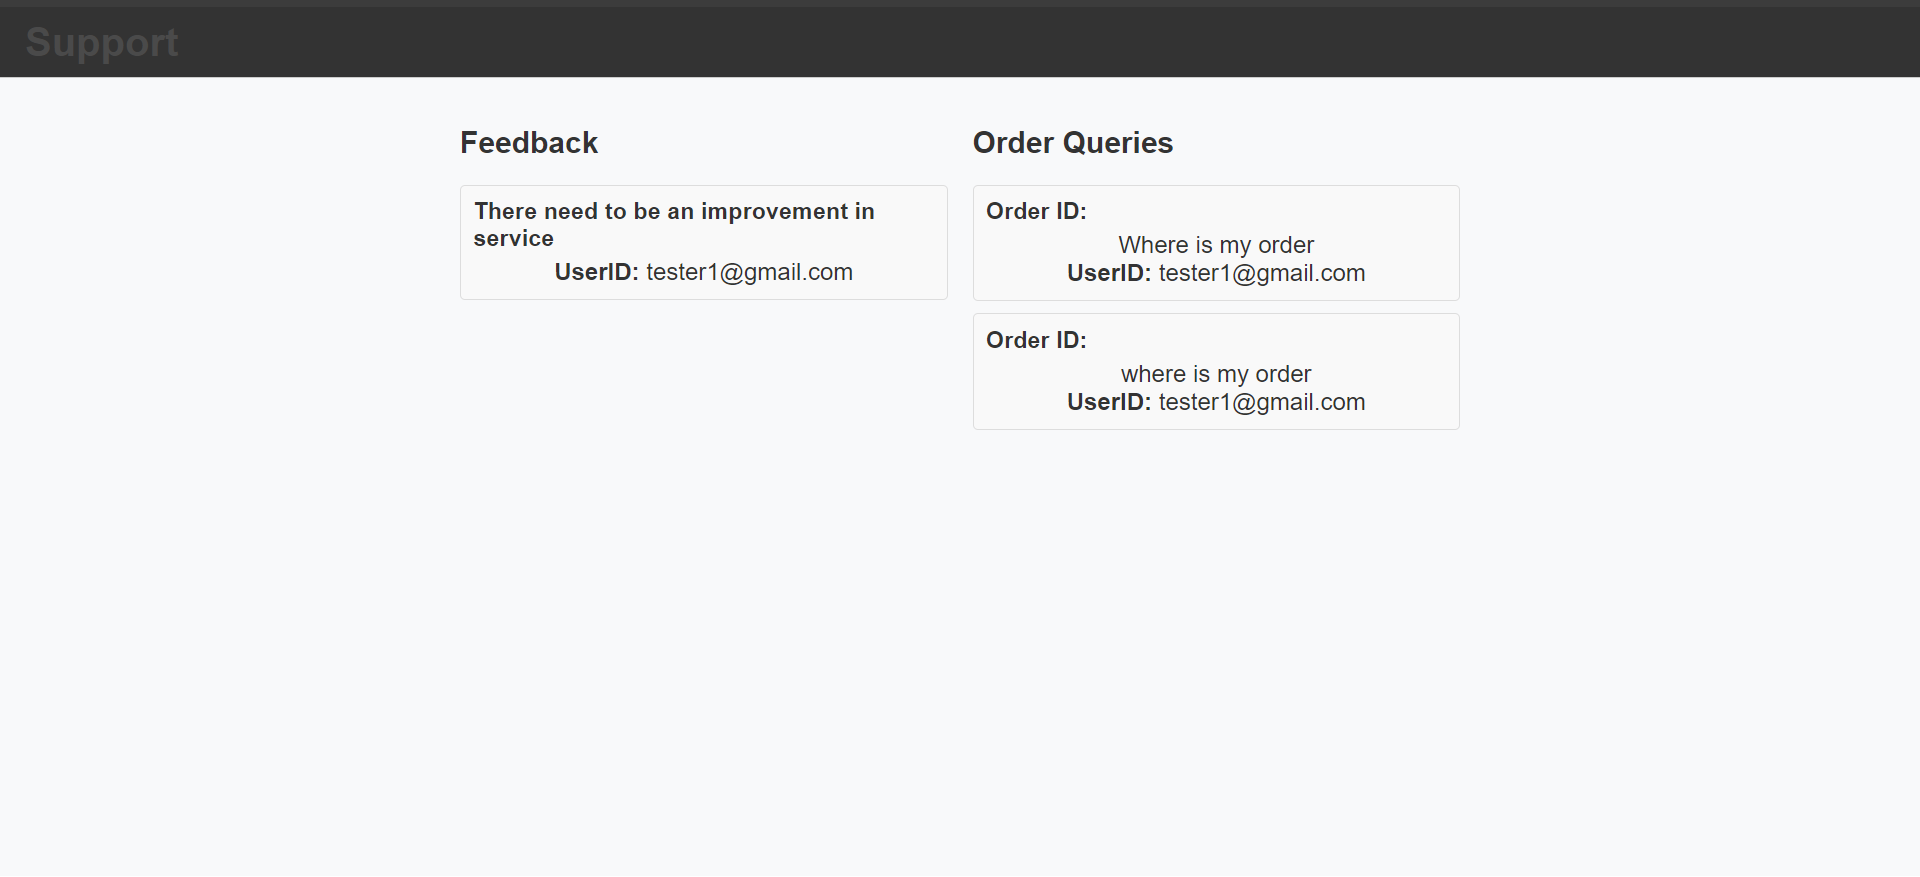 Support
Feedback
There need to be an improvement in
service
UserID: tester1@gmail.com
Order Queries
Order ID:
Where is my order
UserID: tester1@gmail.com
Order ID:
where is my order
UserID: tester1@gmail.com